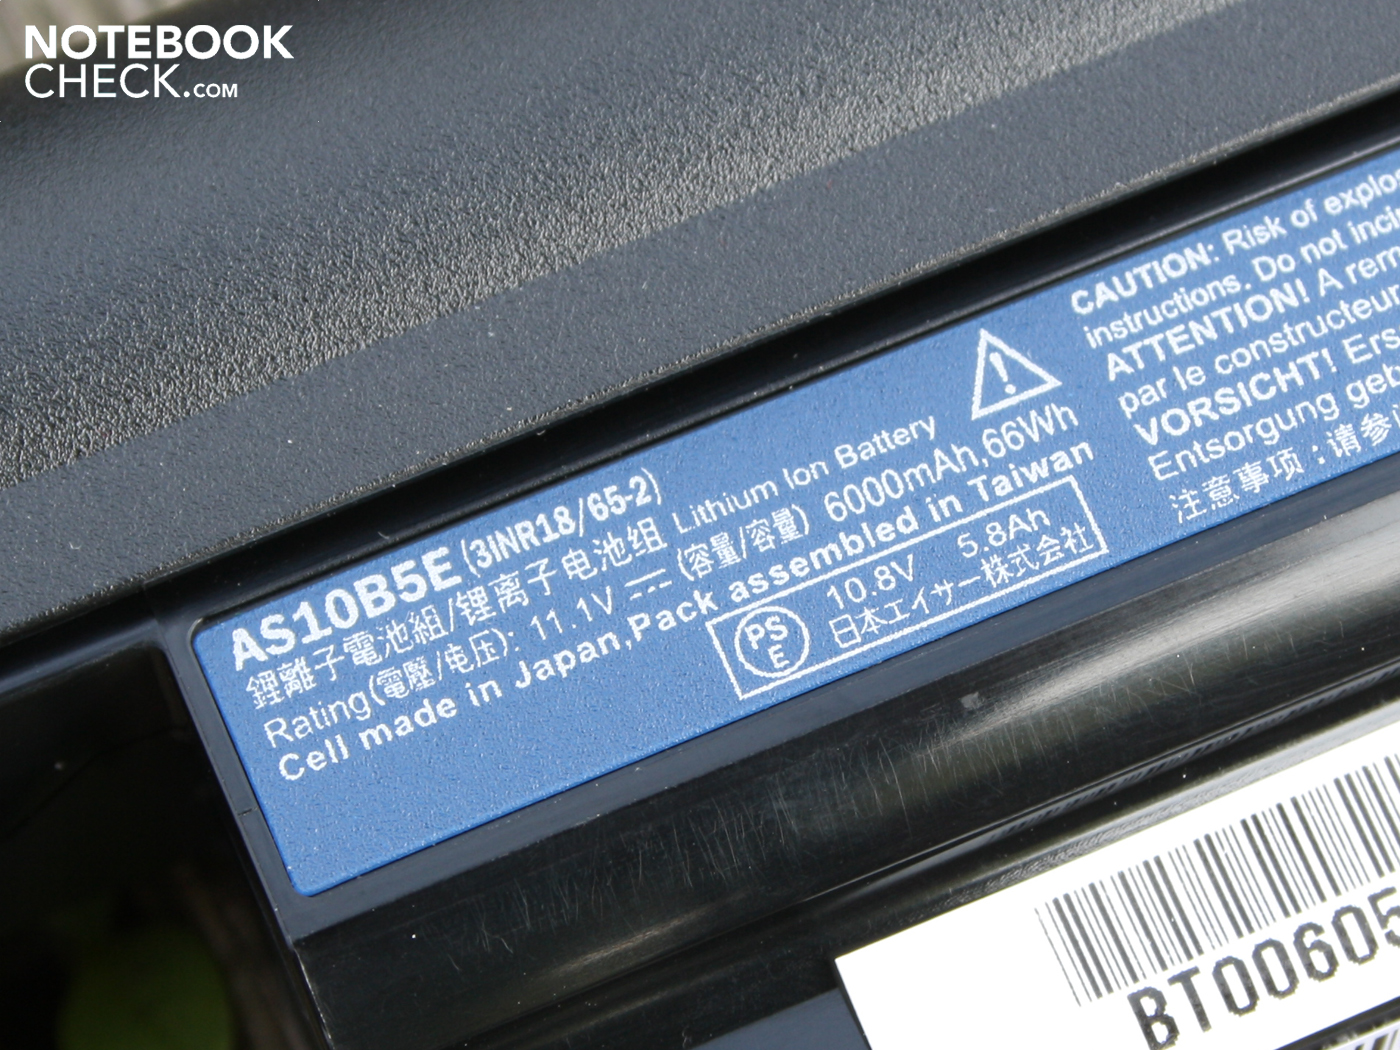 NOTEBOOK
CHECK.COM
AS10B5E (3INR18/65-2)
鋰離子電池組/锂离子电池组 Lithium Ion Battery
Rating(電壓/电压): 11.1V (容量/容量) 6000mAh,66Wh
Cell made in Japan,Pack assembled in Taiwan
PS
E
10.8V 5.8Ah
日本エイサー株式会社
CAUTION: Risk of explo
instructions. Do not inci
ATTENTION! A rem
par le constructeur
VORSICHT! Ers
Entsorgung geb
注意事项:请参
BT00605